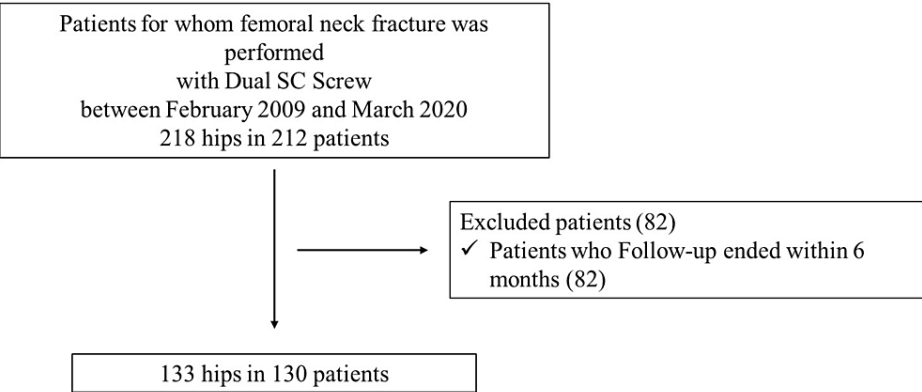 Patients for whom femoral neck fracture was
performed
with Dual SC Screw
between February 2009 and March 2020
218 hips in 212 patients
Excluded patients (82)
✓ Patients who Follow-up ended within 6
months (82)
133 hips in 130 patients